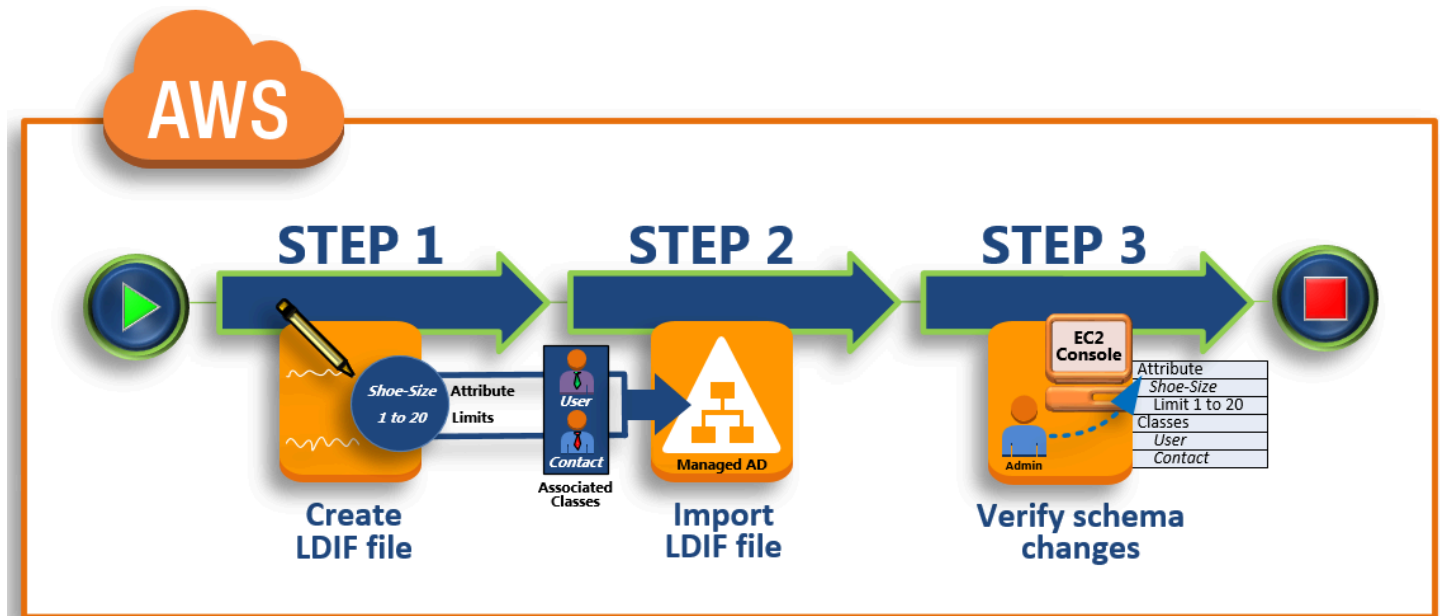 AWS
STEP 1
STEP 2
STEP 3
Shoe-Size
1 to 20
Attribute
Limits
User
Contact
Associated
Classes
Managed AD
EC2
Console
Admin
Attribute
Shoe-Size
Limit 1 to 20
Classes
User
Contact
Create
LDIF file
Import
LDIF file
Verify schema
changes